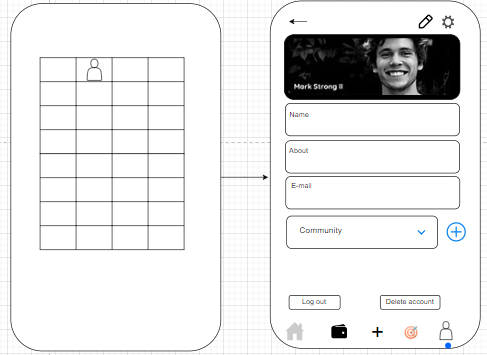 Mark Strong II
Name
About
E-mail
Community
Log out
Delete account